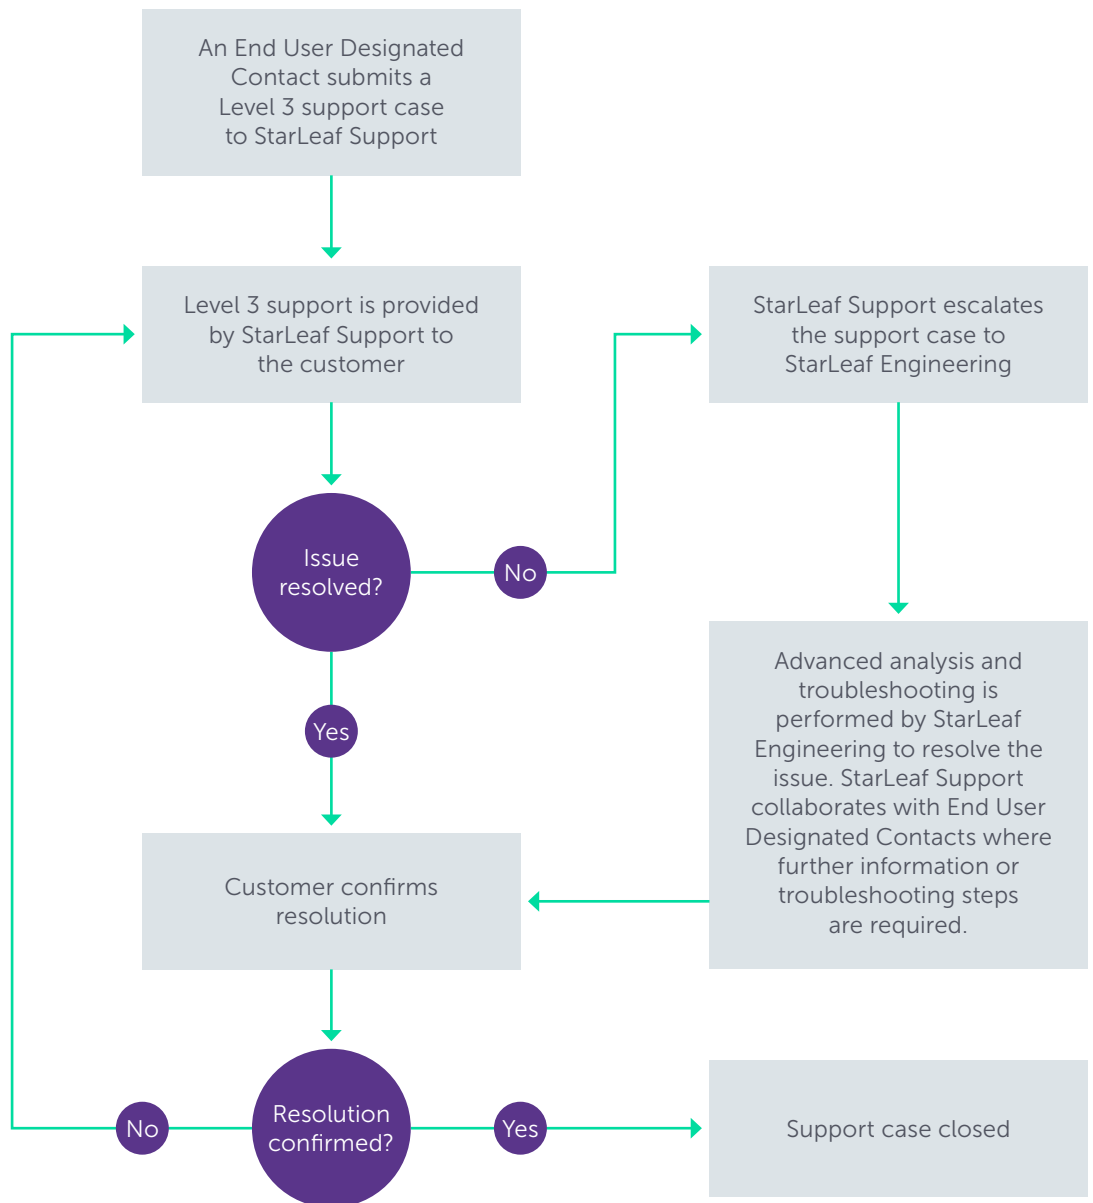 An End User Designated
Contact submits a
Level 3 support case
to StarLeaf Support
Level 3 support is provided
by StarLeaf Support to
the customer
StarLeaf Support escalates
the support case to
StarLeaf Engineering
Issue
resolved?
No
Yes
Advanced analysis and
troubleshooting is
performed by StarLeaf
Engineering to resolve the
issue. StarLeaf Support
collaborates with End User
Designated Contacts where
further information or
troubleshooting steps
are required.
Customer confirms
resolution
No
Resolution
confirmed?
Yes
Support case closed